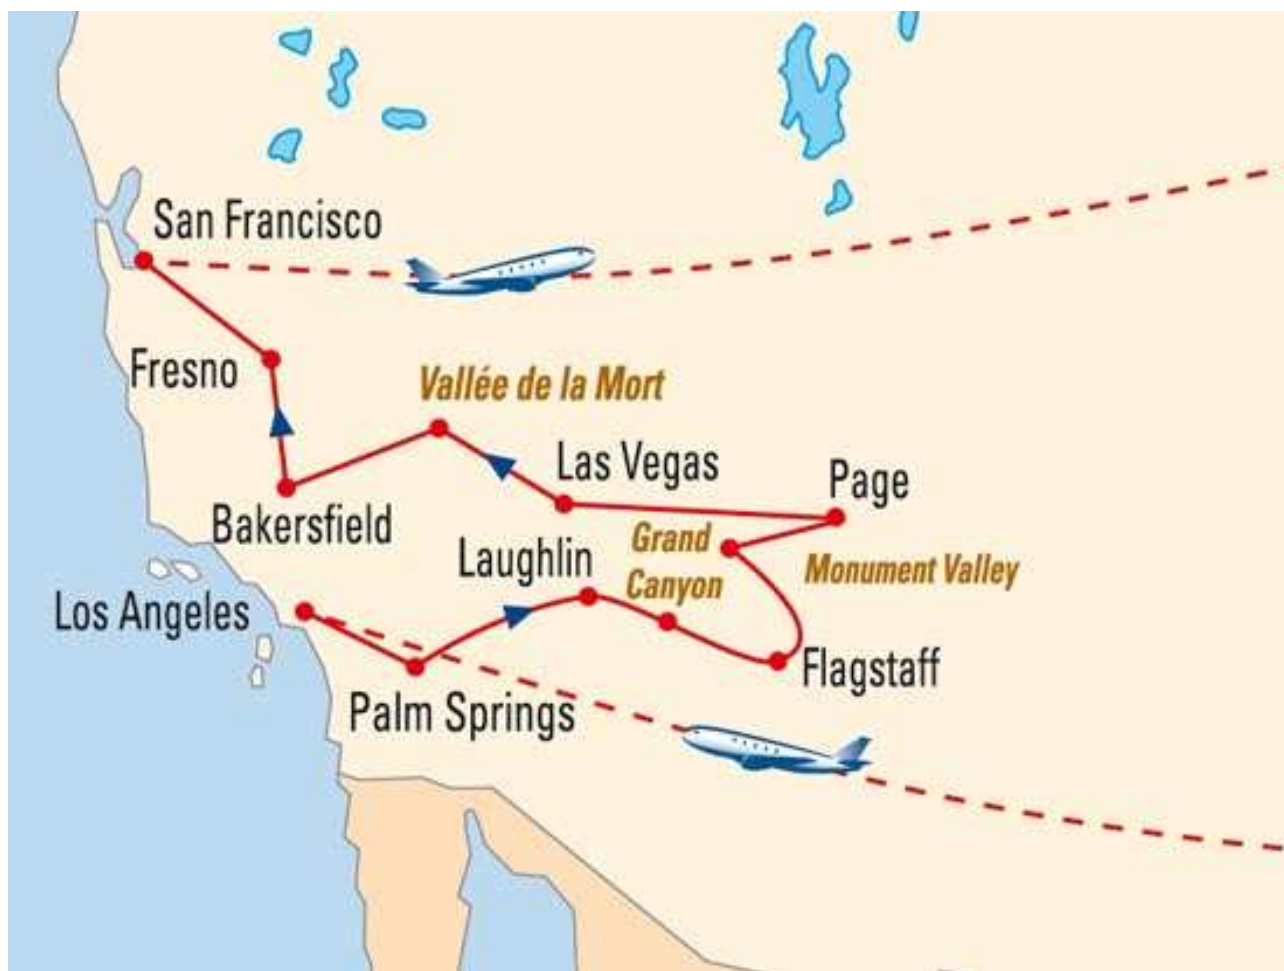 San Francisco
Fresno
Vallée de la Mort
Las Vegas
Page
Bakersfield
Grand
Canyon
Laughlin
Monument Valley
Los Angeles
Flagstaff
Palm Springs